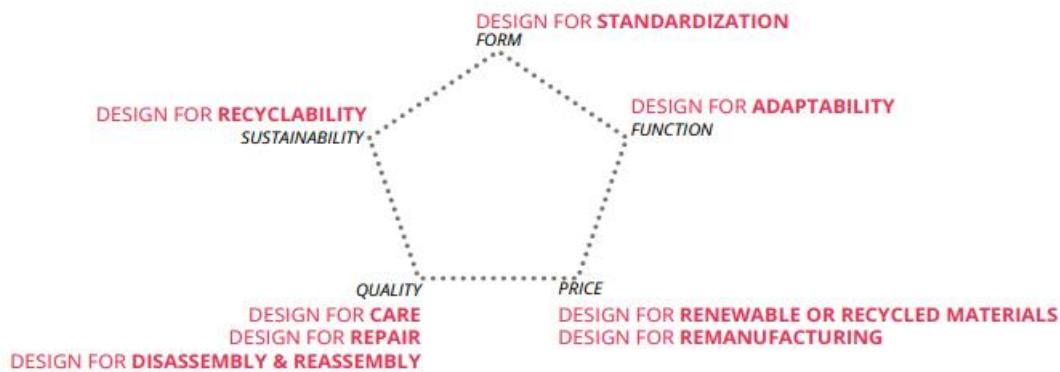 DESIGN FOR STANDARDIZATION
FORM
DESIGN FOR RECYCLABILITY
SUSTAINABILITY
DESIGN FOR ADAPTABILITY
FUNCTION
QUALITY
DESIGN FOR CARE
DESIGN FOR REPAIR
DESIGN FOR DISASSEMBLY & REASSEMBLY
PRICE
DESIGN FOR RENEWABLE OR RECYCLED MATERIALS
DESIGN FOR REMANUFACTURING